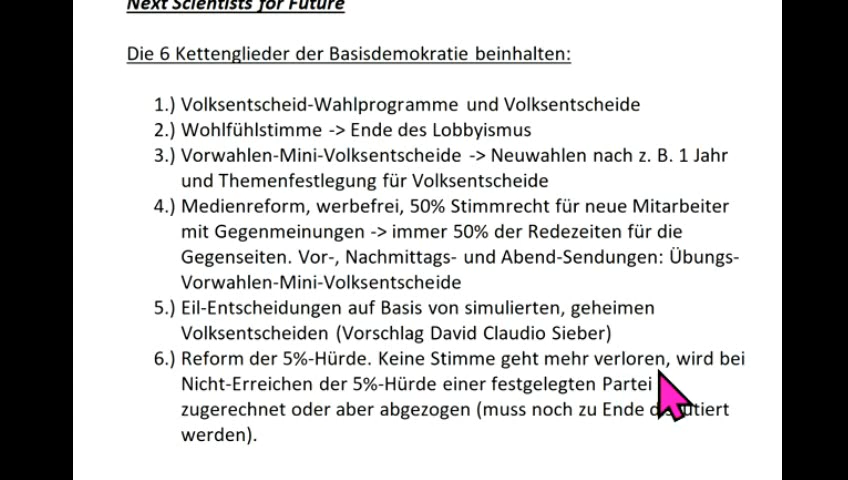 Next Scientists for Future
Die 6 Kettenglieder der Basisdemokratie beinhalten:
1.) Volksentscheid-Wahlprogramme und Volksentscheide
2.) Wohlfühlstimme -> Ende des Lobbyismus
3.) Vorwahlen-Mini-Volksentscheide -> Neuwahlen nach z. B. 1 Jahr
und Themenfestlegung für Volksentscheide
4.) Medienreform, werbefrei, 50% Stimmrecht für neue Mitarbeiter
mit Gegenmeinungen -> immer 50% der Redezeiten für die
Gegenseiten. Vor-, Nachmittags- und Abend-Sendungen: Übungs-
Vorwahlen-Mini-Volksentscheide
5.) Eil-Entscheidungen auf Basis von simulierten, geheimen
Volksentscheiden (Vorschlag David Claudio Sieber)
6.) Reform der 5%-Hürde. Keine Stimme geht mehr verloren, wird bei
Nicht-Erreichen der 5%-Hürde einer festgelegten Partei
zugerechnet oder aber abgezogen (muss noch zu Ende
werden).